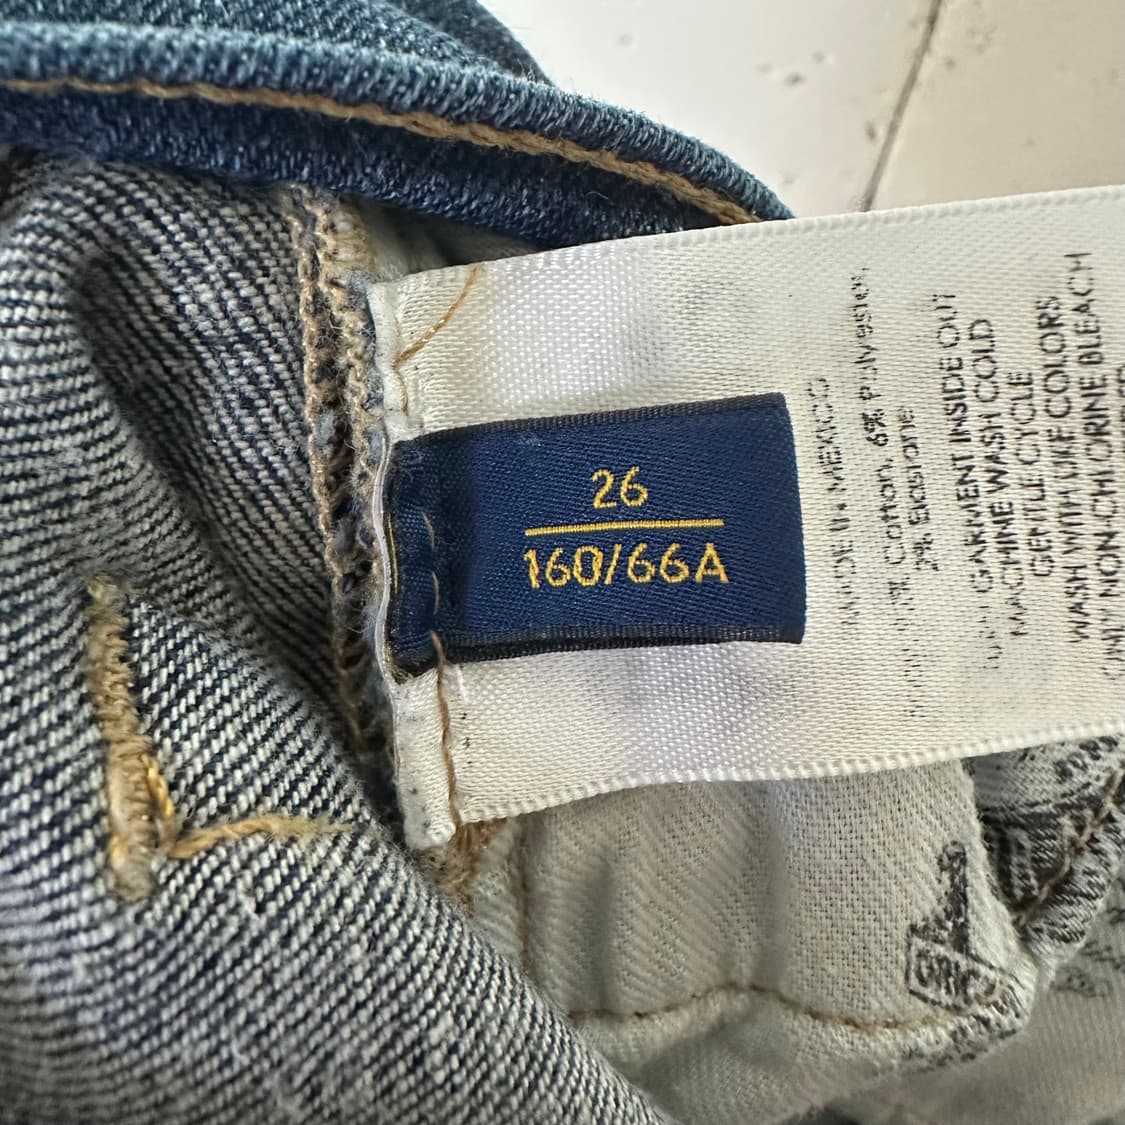 26
160/66A
MADE IN MEXICO
Cotton, 6% Polyester,
2% Elastane
GARMENT INSIDE OUT
MACHINE WASH COLD
GENTLE CYCLE
WASH WITH LIKE COLORS
NON-CHLORINE BLEACH